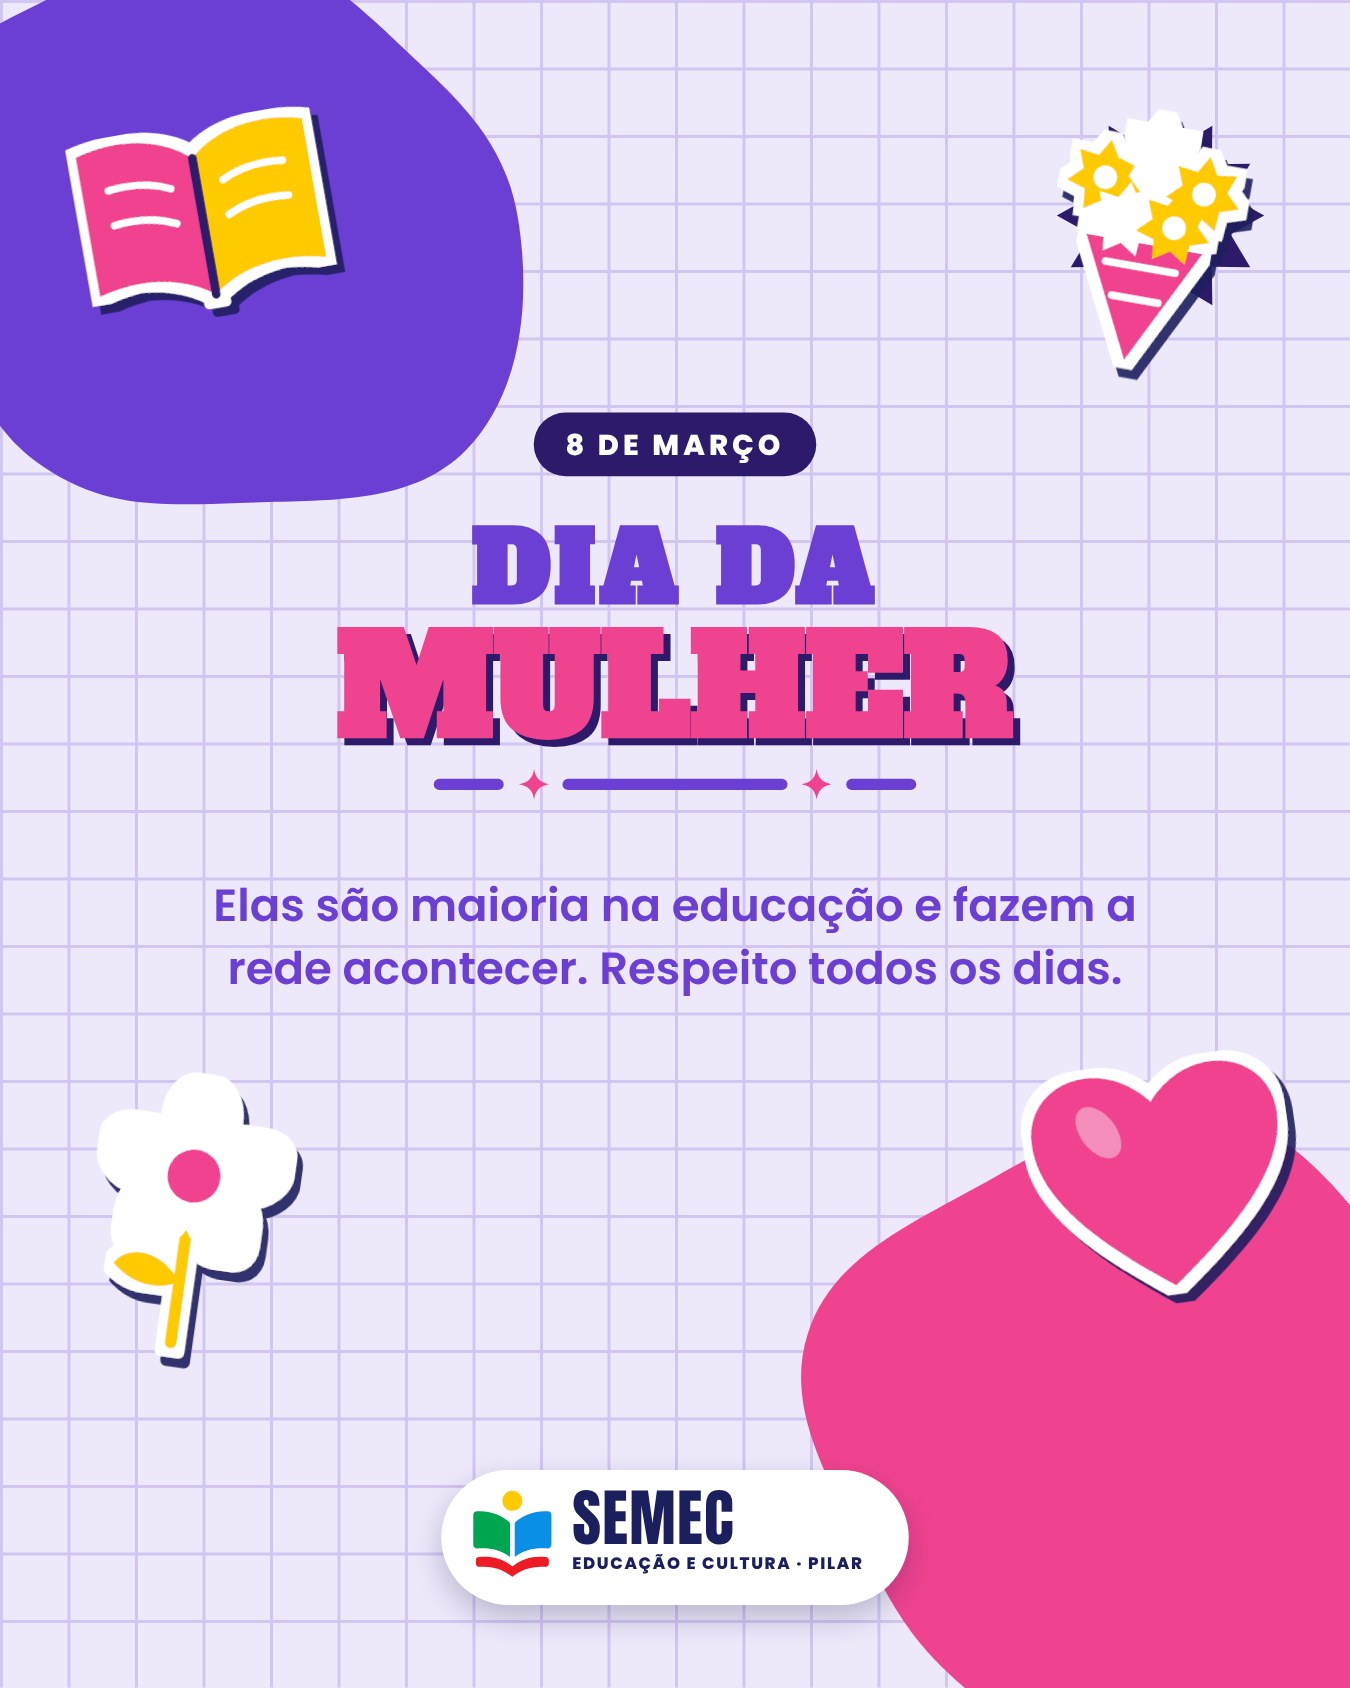 8 DE MARÇO
DIA DA
MULHER
Elas são maioria na educação e fazem a
rede acontecer. Respeito todos os dias.
SEMEC
EDUCAÇÃO E CULTURA · PILAR